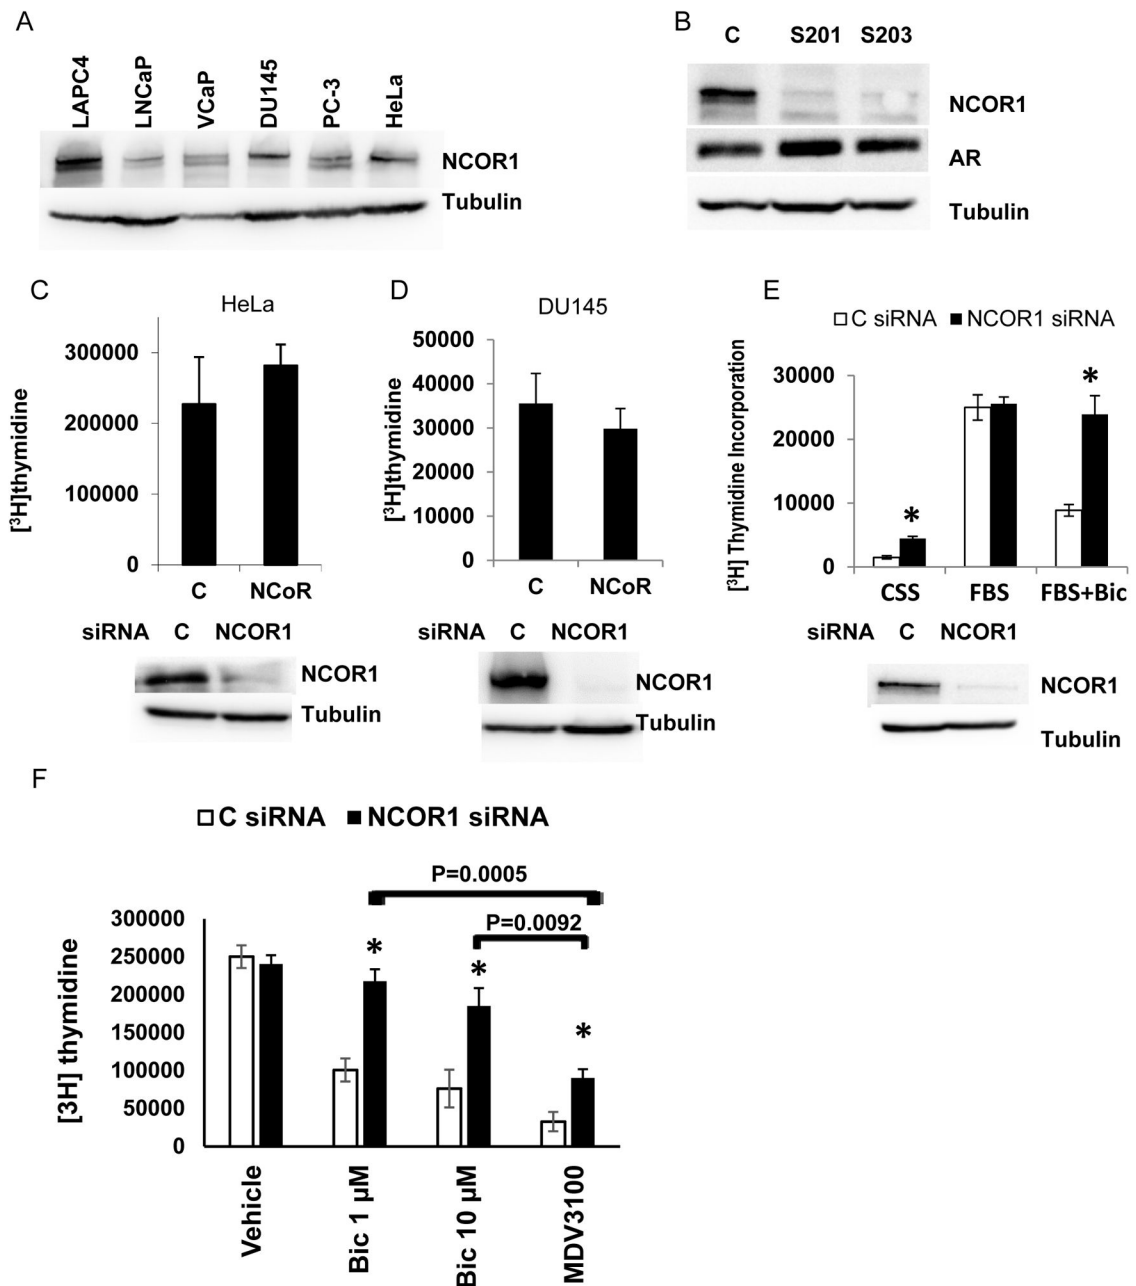 A
LAPC4
LNCaP
VCaP
DU145
PC-3
HeLa
NCOR1
Tubulin
B
C S201 S203
NCOR1
AR
Tubulin
C
HeLa
[³H]thymidine
300000
200000
100000
0
C NCoR
siRNA C NCOR1
NCOR1
Tubulin
D
DU145
[³H]thymidine
50000
40000
30000
20000
10000
0
C NCoR
siRNA C NCOR1
NCOR1
Tubulin
E
C siRNA NCOR1 siRNA
[³H] Thymidine Incorporation
30000
20000
10000
0
* *
CSS FBS FBS+Bic
siRNA C NCOR1
NCOR1
Tubulin
F
C siRNA NCOR1 siRNA
P=0.0005
P=0.0092
[3H] thymidine
300000
250000
200000
150000
100000
50000
0
* * *
Vehicle
Bic 1 µM
Bic 10 µM
MDV3100